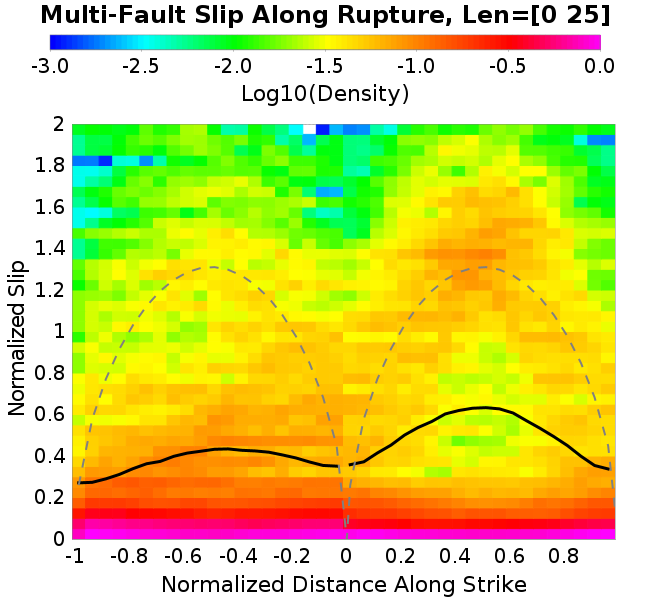 Multi-Fault Slip Along Rupture, Len=[0 25]
-3.0 -2.5 -2.0 -1.5 -1.0 -0.5 0.0
Log10(Density)
Normalized Slip
2
1.8
1.6
1.4
1.2
1
0.8
0.6
0.4
0.2
0
-1 -0.8 -0.6 -0.4 -0.2 0 0.2 0.4 0.6 0.8
Normalized Distance Along Strike